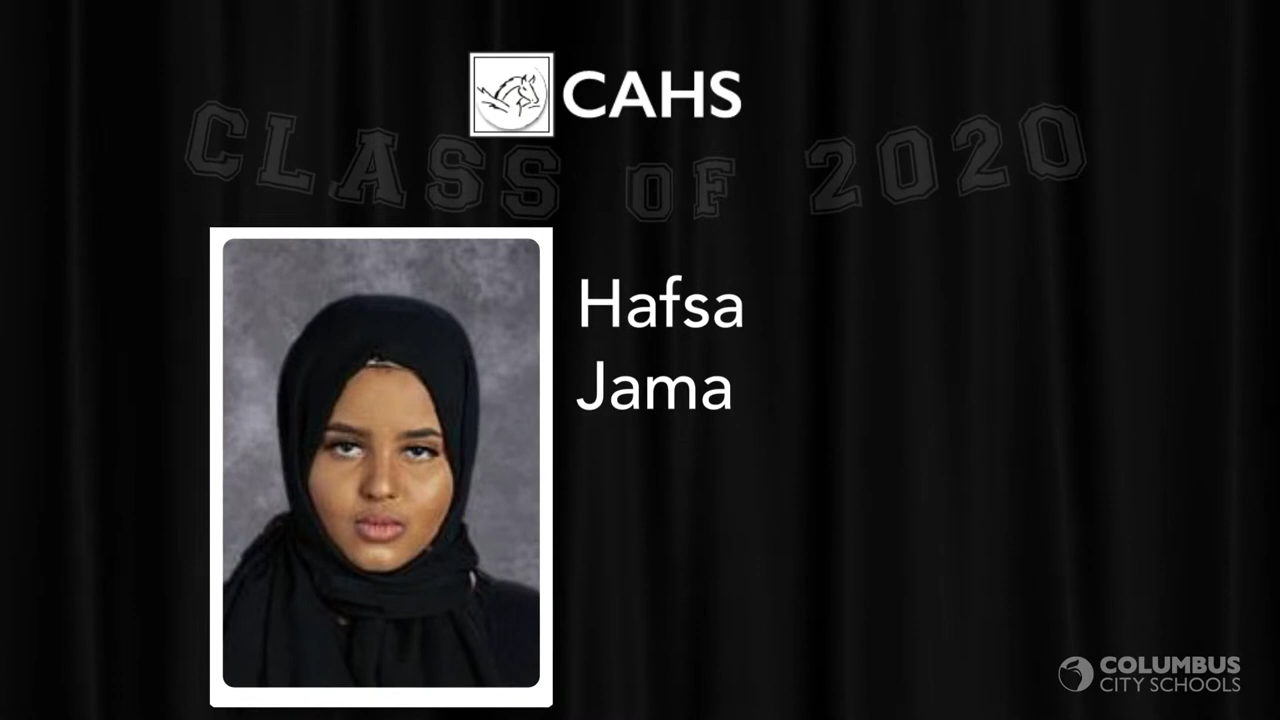 CAHS
CLASS OF 2020
Hafsa
Jama
COLUMBUS
CITY SCHOOLS